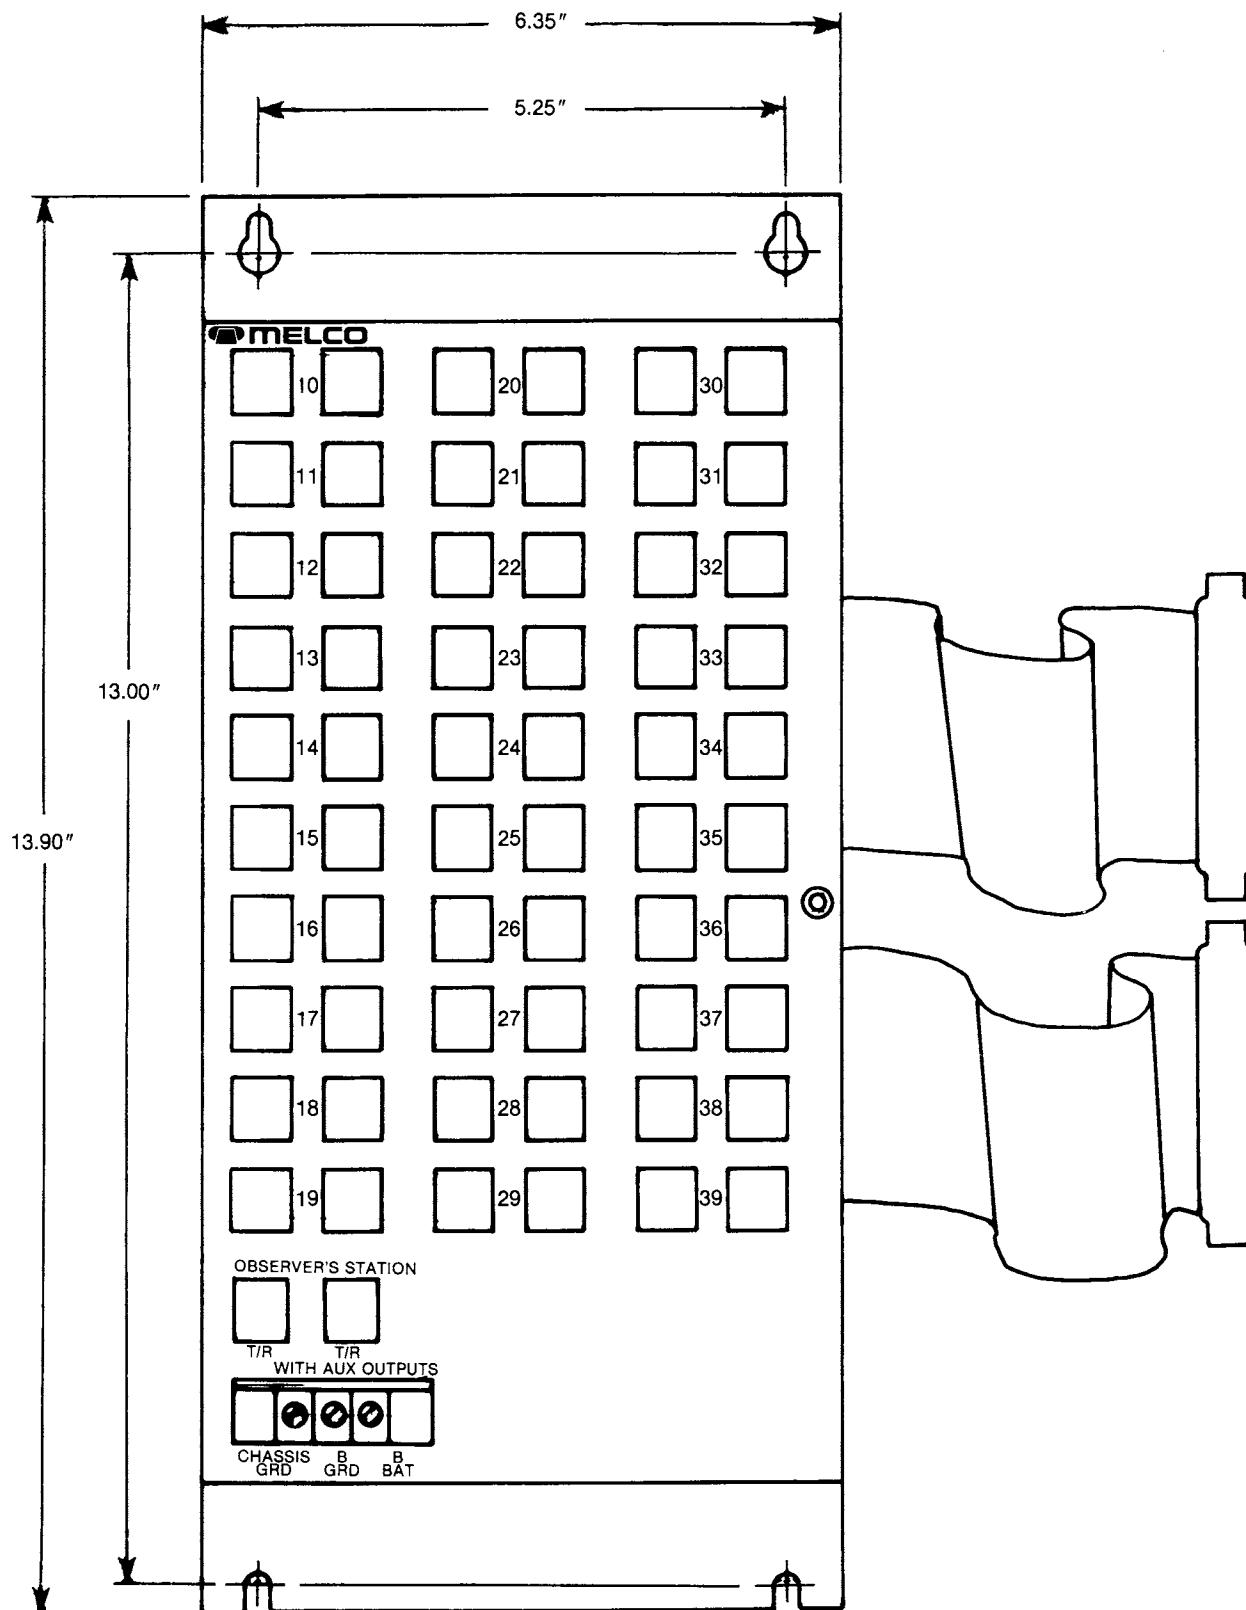 6.35"
5.25"
MELCO
10 20 30
11 21 31
12 22 32
13 23 33
13.00"
14 24 34
13.90"
15 25 35
16 26 36
17 27 37
18 28 38
19 29 39
OBSERVER'S STATION
T/R T/R
WITH AUX OUTPUTS
CHASSIS B B
GRD GRD BAT